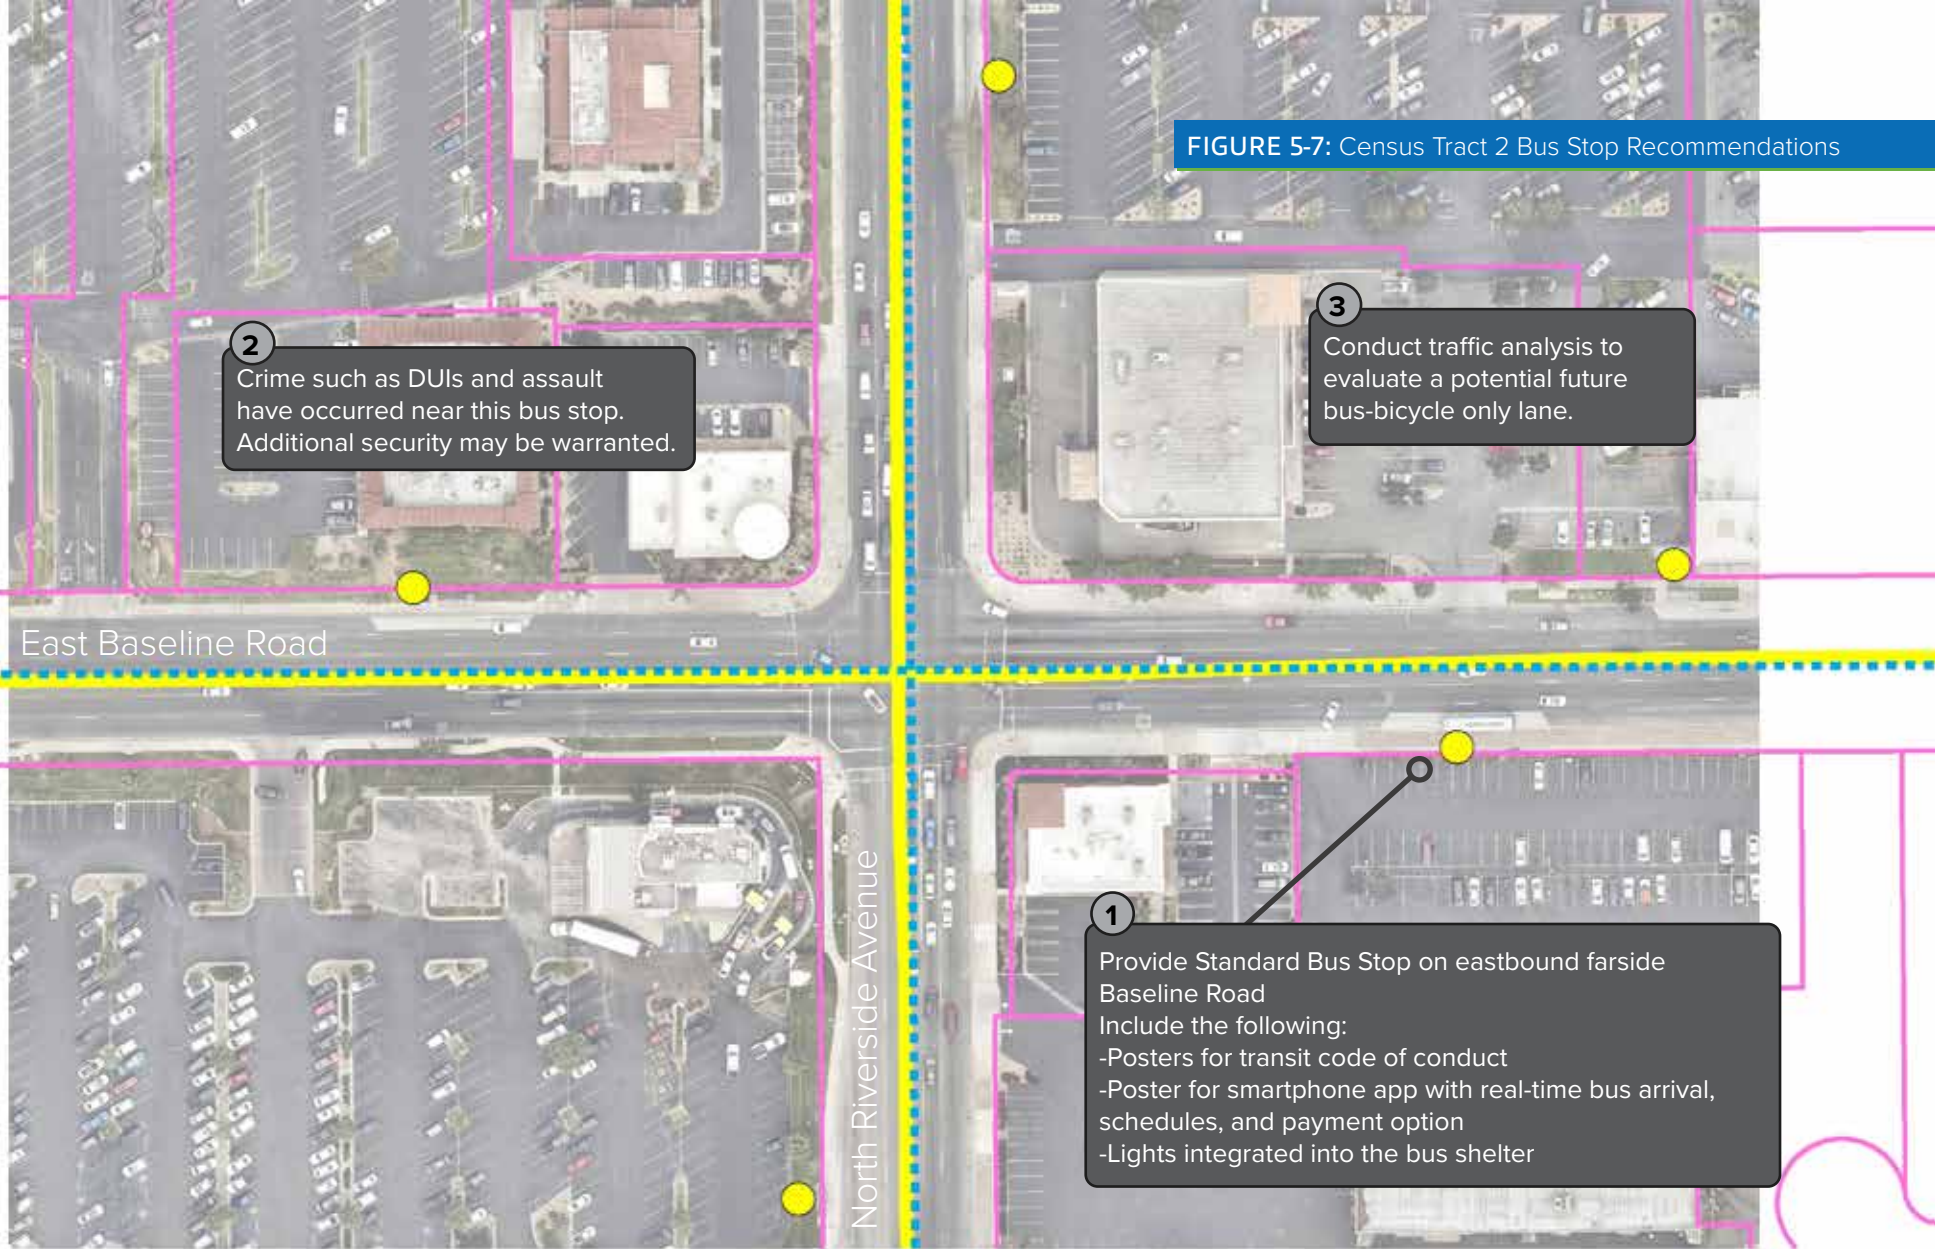 FIGURE 5-7: Census Tract 2 Bus Stop Recommendations
3
Conduct traffic analysis to
evaluate a potential future
bus-bicycle only lane.
2
Crime such as DUIs and assault
have occurred near this bus stop.
Additional security may be warranted.
East Baseline Road
North Riverside Avenue
1
Provide Standard Bus Stop on eastbound farside
Baseline Road
Include the following:
-Posters for transit code of conduct
-Poster for smartphone app with real-time bus arrival,
schedules, and payment option
-Lights integrated into the bus shelter